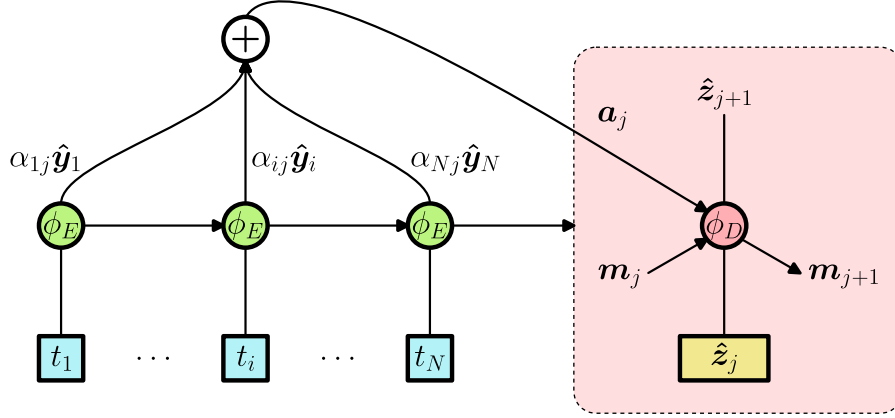 +
ẑ_{j+1}
a_j
α_{1j}ŷ_1 α_{ij}ŷ_i α_{Nj}ŷ_N
ϕ_E ϕ_E ϕ_E ϕ_D
m_j m_{j+1}
t_1 ··· t_i ··· t_N ẑ_j